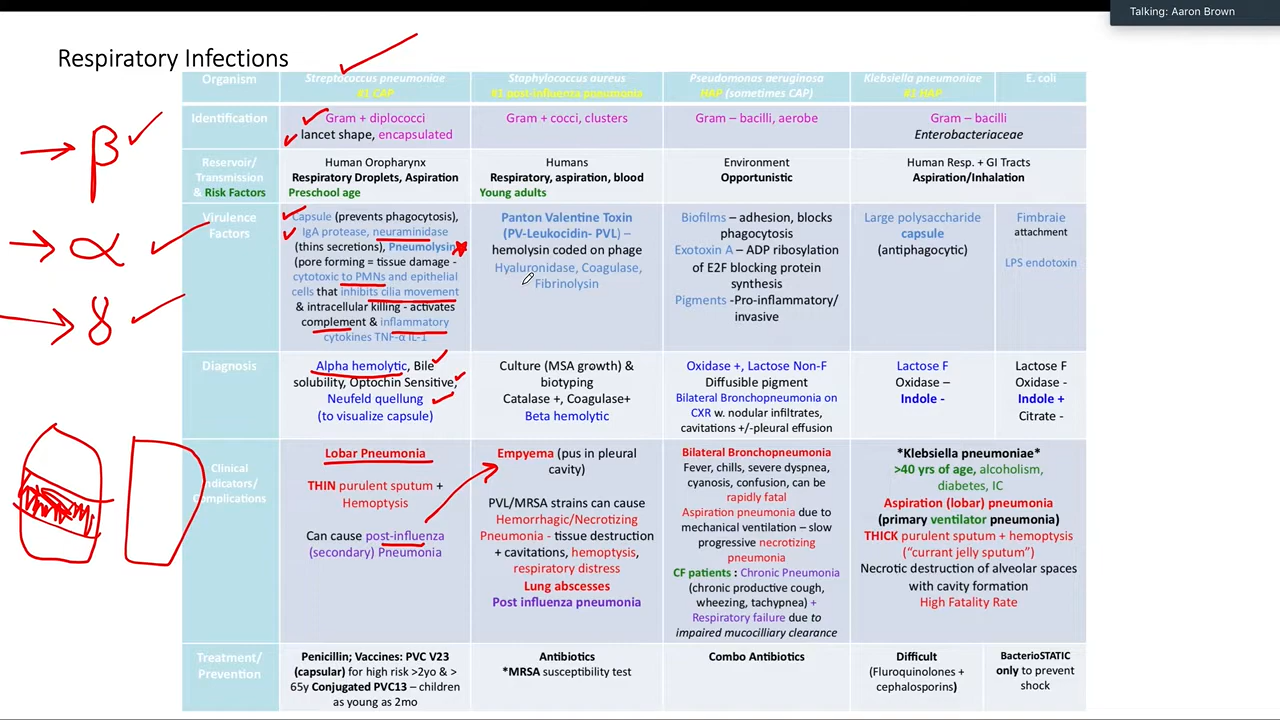 Talking: Aaron Brown
Respiratory Infections
Organism
Streptococcus pneumoniae
#1 CAP
Staphylococcus aureus
#1 post-influenza pneumonia
Pseudomonas aeruginosa
HAP (sometimes CAP)
Klebsiella pneumoniae
#1 HAP
E. coli
Identification
Gram + diplococci
lancet shape, encapsulated
Gram + cocci, clusters
Gram – bacilli, aerobe
Gram – bacilli
Enterobacteriaceae
Reservoir/
Transmission
& Risk Factors
Human Oropharynx
Respiratory Droplets, Aspiration
Preschool age
Humans
Respiratory, aspiration, blood
Young adults
Environment
Opportunistic
Human Resp. + GI Tracts
Aspiration/Inhalation
Virulence
Factors
Capsule (prevents phagocytosis),
IgA protease, neuraminidase
(thins secretions), Pneumolysin
(pore forming = tissue damage -
cytotoxic to PMNs and epithelial
cells that inhibits cilia movement
& intracellular killing - activates
complement & inflammatory
cytokines TNF-α IL-1
Panton Valentine Toxin
(PV-Leukocidin- PVL) –
hemolysin coded on phage
Hyaluronidase, Coagulase,
Fibrinolysin
Biofilms – adhesion, blocks
phagocytosis
Exotoxin A – ADP ribosylation
of E2F blocking protein
synthesis
Pigments -Pro-inflammatory/
invasive
Large polysaccharide
capsule
(antiphagocytic)
Fimbraie
attachment
LPS endotoxin
Diagnosis
Alpha hemolytic, Bile
solubility, Optochin Sensitive,
Neufeld quellung
(to visualize capsule)
Culture (MSA growth) &
biotyping
Catalase +, Coagulase+
Beta hemolytic
Oxidase +, Lactose Non-F
Diffusible pigment
Bilateral Bronchopneumonia on
CXR w. nodular infiltrates,
cavitations +/-pleural effusion
Lactose F
Oxidase –
Indole -
Lactose F
Oxidase -
Indole +
Citrate -
Clinical
Indicators/
Complications
Lobar Pneumonia
THIN purulent sputum +
Hemoptysis
Can cause post-influenza
(secondary) Pneumonia
Empyema (pus in pleural
cavity)
PVL/MRSA strains can cause
Hemorrhagic/Necrotizing
Pneumonia - tissue destruction
+ cavitations, hemoptysis,
respiratory distress
Lung abscesses
Post influenza pneumonia
Bilateral Bronchopneumonia
Fever, chills, severe dyspnea,
cyanosis, confusion, can be
rapidly fatal
Aspiration pneumonia due to
mechanical ventilation – slow
progressive necrotizing
pneumonia
CF patients : Chronic Pneumonia
(chronic productive cough,
wheezing, tachypnea) +
Respiratory failure due to
impaired mucocilliary clearance
*Klebsiella pneumoniae*
>40 yrs of age, alcoholism,
diabetes, IC
Aspiration (lobar) pneumonia
(primary ventilator pneumonia)
THICK purulent sputum + hemoptysis
(“currant jelly sputum”)
Necrotic destruction of alveolar spaces
with cavity formation
High Fatality Rate
Treatment/
Prevention
Penicillin; Vaccines: PVC V23
(capsular) for high risk >2yo & >
65y Conjugated PVC13 – children
as young as 2mo
Antibiotics
*MRSA susceptibility test
Combo Antibiotics
Difficult
(Fluroquinolones +
cephalosporins)
BacterioSTATIC
only to prevent
shock
β
α
γ